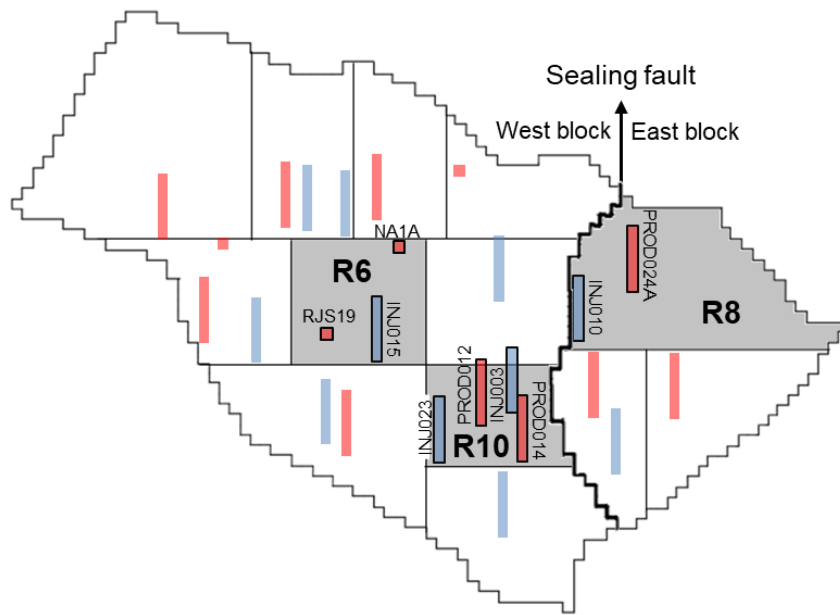 Sealing fault
West block
East block
NA1A
R6
RJS19
INJ015
PROD024A
INJ010
R8
PROD012
INJ003
PROD014
INJ023
R10